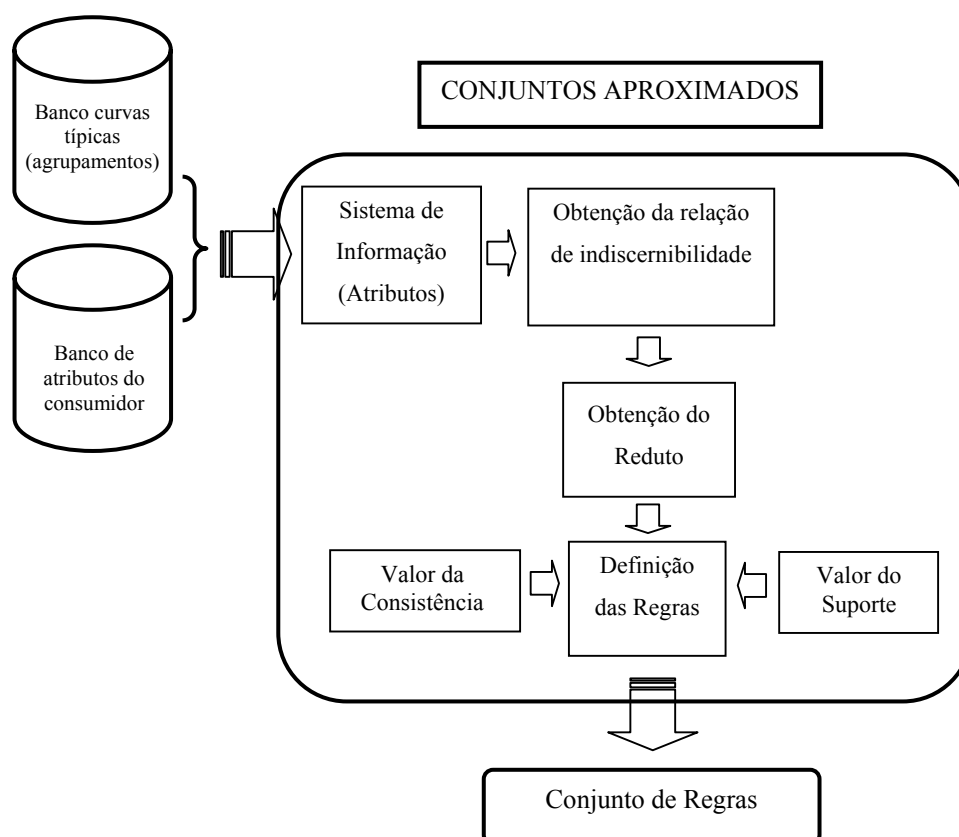 Banco curvas
típicas
(agrupamentos)
Banco de
atributos do
consumidor
CONJUNTOS APROXIMADOS
Sistema de
Informação
(Atributos)
Obtenção da relação
de indiscernibilidade
Obtenção do
Reduto
Valor da
Consistência
Definição
das Regras
Valor do
Suporte
Conjunto de Regras